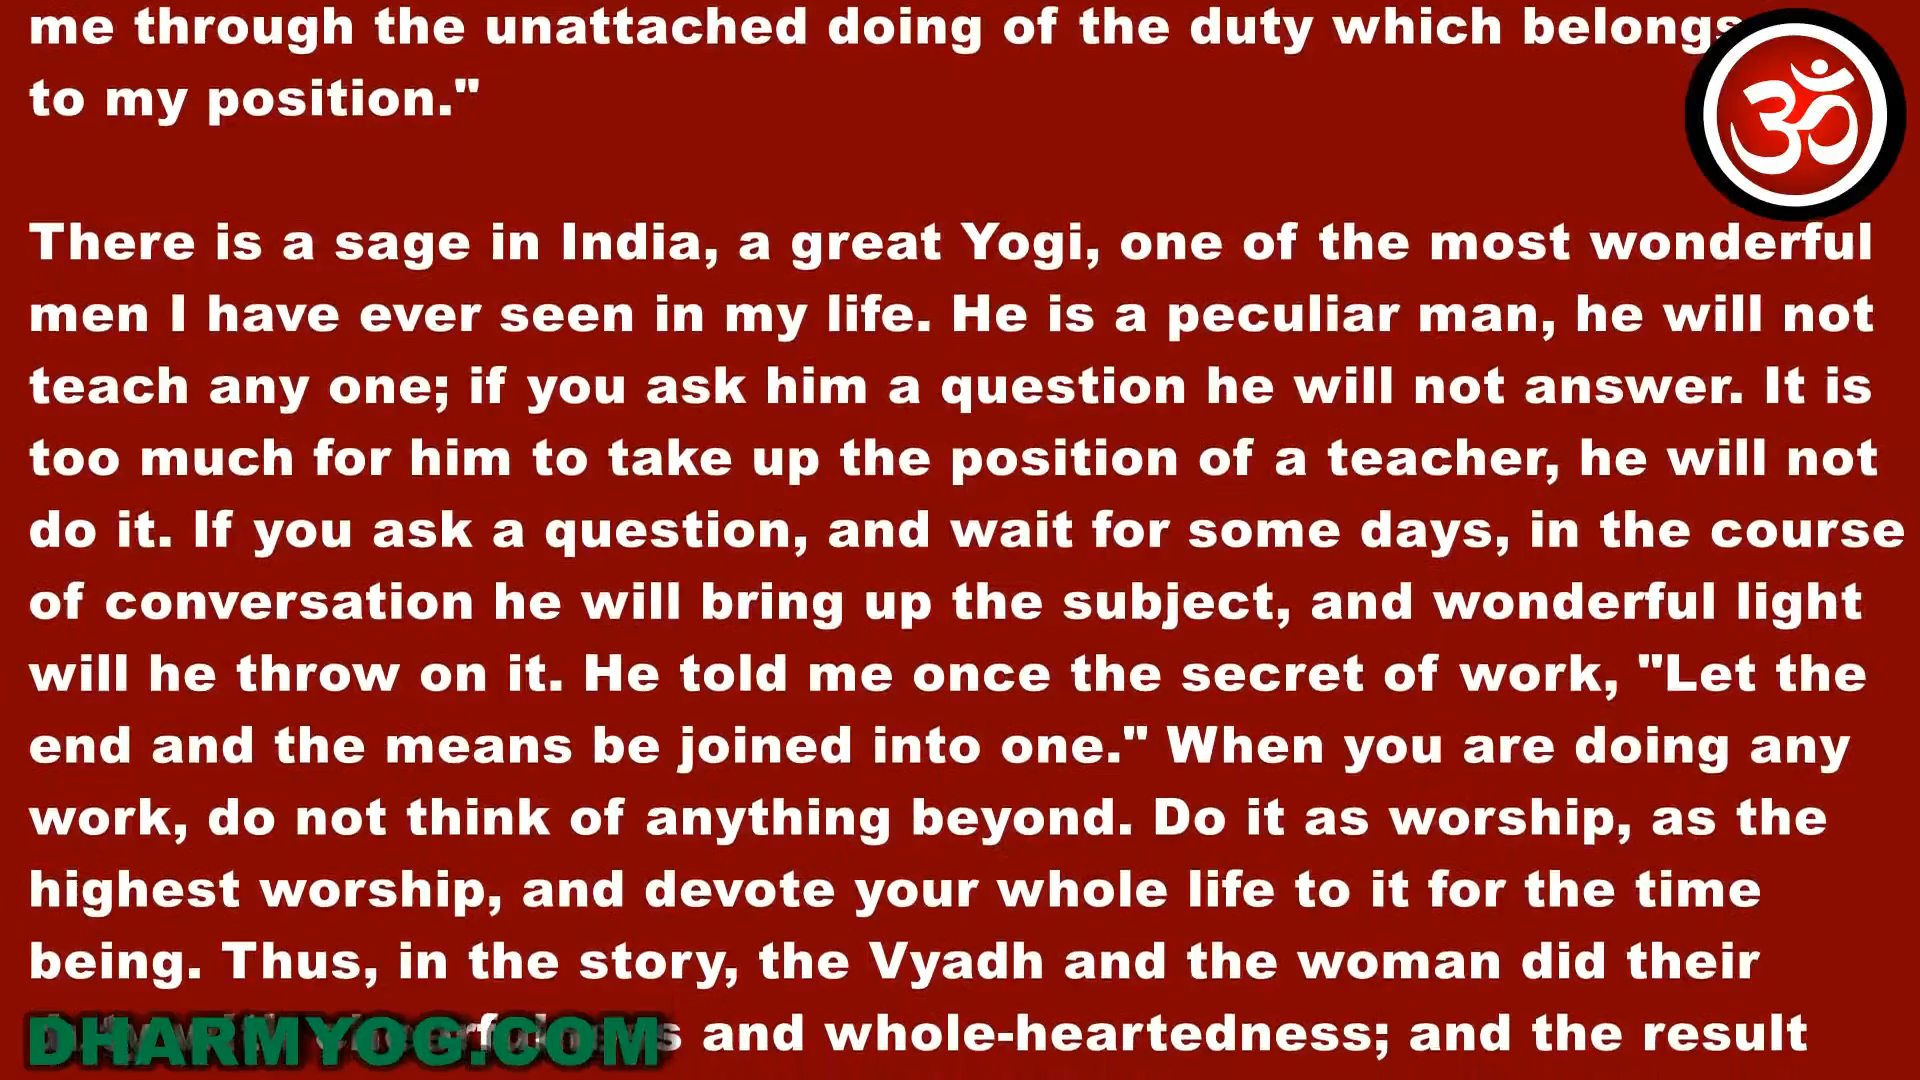 me through the unattached doing of the duty which belongs
to my position."
ॐ
There is a sage in India, a great Yogi, one of the most wonderful
men I have ever seen in my life. He is a peculiar man, he will not
teach any one; if you ask him a question he will not answer. It is
too much for him to take up the position of a teacher, he will not
do it. If you ask a question, and wait for some days, in the course
of conversation he will bring up the subject, and wonderful light
will he throw on it. He told me once the secret of work, "Let the
end and the means be joined into one." When you are doing any
work, do not think of anything beyond. Do it as worship, as the
highest worship, and devote your whole life to it for the time
being. Thus, in the story, the Vyadh and the woman did their
and whole-heartedness; and the result
DHARMYOG.COM